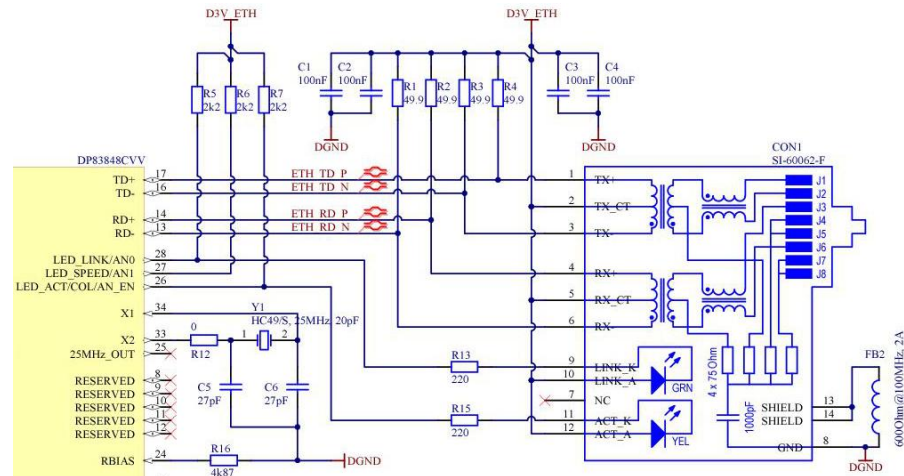 D3V_ETH
D3V_ETH
C1
100nF
C2
100nF
C3
100nF
C4
100nF
R5
2k2
R6
2k2
R7
2k2
R1
49.9
R2
49.9
R3
49.9
R4
49.9
DGND
DGND
DP83848CVV
CON1
SI-60062-F
TD+ 17
ETH_TD_P
1 TX+
J1
TD- 16
ETH_TD_N
2 TX_CT
J2
J3
RD+ 14
ETH_RD_P
3 TX-
J4
RD- 13
ETH_RD_N
J5
J6
LED_LINK/AN0 28
4 RX+
J7
LED_SPEED/AN1 27
J8
LED_ACT/COL/AN_EN 26
5 RX_CT
X1 34
Y1
HC49/S, 25MHz, 20pF
6 RX-
X2 33
0
R12
1 2
25MHz_OUT 25
R13
220
9 LINK_K
10 LINK_A
GRN
4 x 75 Ohm
FB2
600Ohm@100MHz, 2A
RESERVED 8
RESERVED 9
RESERVED 10
RESERVED 11
RESERVED 12
C5
27pF
C6
27pF
7 NC
R15
220
11 ACT_K
12 ACT_A
YEL
1000pF
SHIELD 13
SHIELD 14
GND 8
RBIAS 24
R16
4k87
DGND
DGND